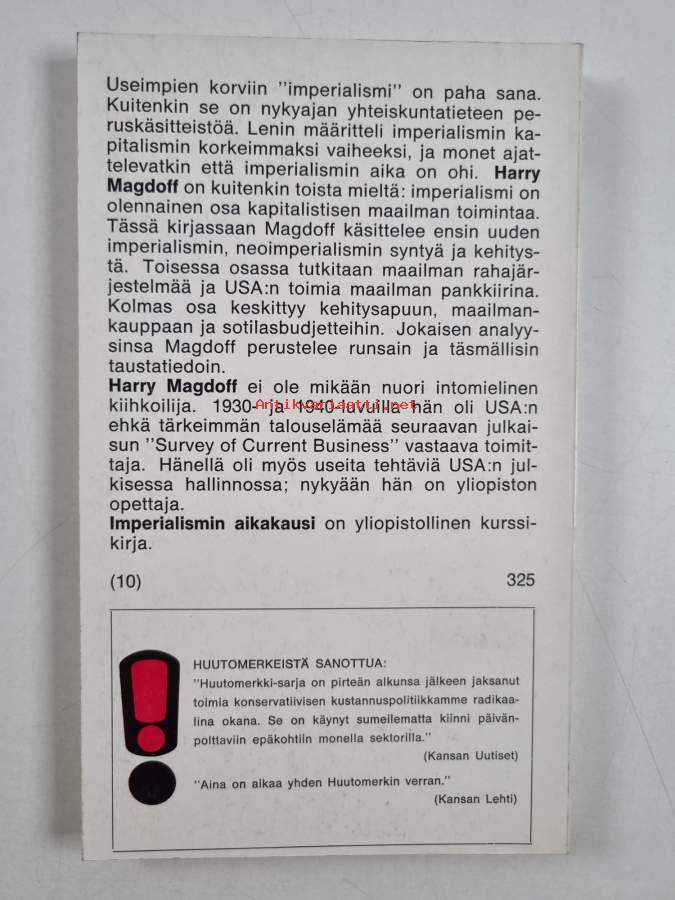 Useimpien korviin "imperialismi" on paha sana.
Kuitenkin se on nykyajan yhteiskuntatieteen pe-
ruskäsitteistöä. Lenin määritteli imperialismin ka-
pitalismin korkeimmaksi vaiheeksi, ja monet ajat-
televatkin että imperialismin aika on ohi. Harry
Magdoff on kuitenkin toista mieltä: imperialismi on
olennainen osa kapitalistisen maailman toimintaa.
Tässä kirjassaan Magdoff käsittelee ensin uuden
imperialismin, neoimperialismin syntyä ja kehitys-
tä. Toisessa osassa tutkitaan maailman rahajär-
jestelmää ja USA:n toimia maailman pankkiirina.
Kolmas osa keskittyy kehitysapuun, maailman-
kauppaan ja sotilasbudjetteihin. Jokaisen analyy-
sinsa Magdoff perustelee runsain ja täsmällisin
taustatiedoin.
Harry Magdoff ei ole mikään nuori intomielinen
kiihkoilija. 1930- ja 1940-luvuilla hän oli USA:n
Antikvariaatti.net
ehkä tärkeimmän talouselämää seuraavan julkai-
sun "Survey of Current Business" vastaava toimit-
taja. Hänellä oli myös useita tehtäviä USA:n jul-
kisessa hallinnossa; nykyään hän on yliopiston
opettaja.
Imperialismin aikakausi on yliopistollinen kurssi-
kirja.
(10) 325
HUUTOMERKEISTÄ SANOTTUA:
"Huutomerkki-sarja on pirteän alkunsa jälkeen jaksanut
toimia konservatiivisen kustannuspolitiikkamme radikaa-
lina okana. Se on käynyt sumeilematta kiinni päivän-
polttaviin epäkohtiin monella sektorilla."
(Kansan Uutiset)
"Aina on aikaa yhden Huutomerkin verran."
(Kansan Lehti)